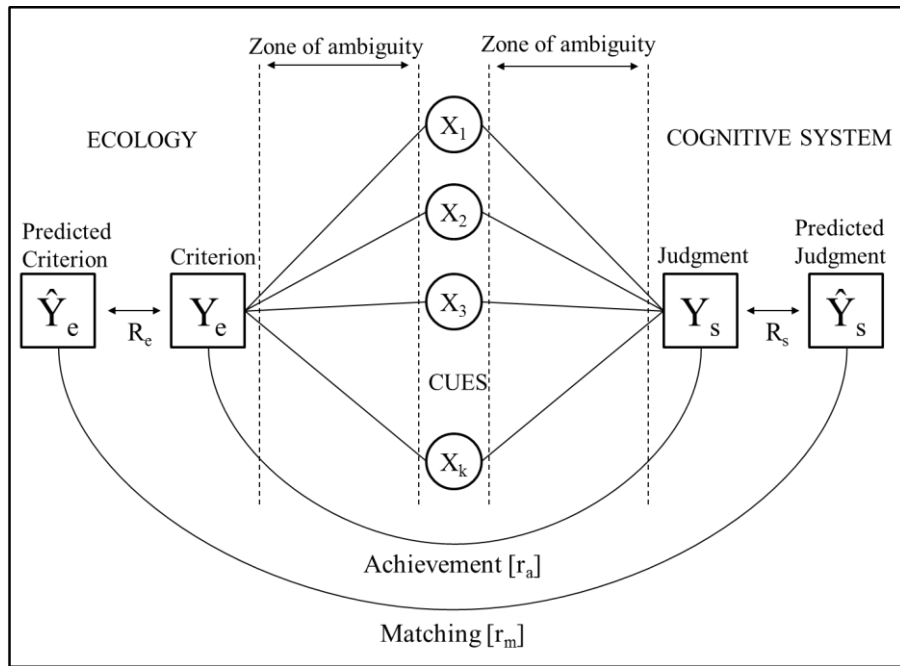 Zone of ambiguity
Zone of ambiguity
X1
ECOLOGY
COGNITIVE SYSTEM
X2
Predicted
Criterion
Criterion
Judgment
Predicted
Judgment
Ŷe
Re
Ye
X3
Ys
Rs
Ŷs
CUES
Xk
Achievement [ra]
Matching [rm]